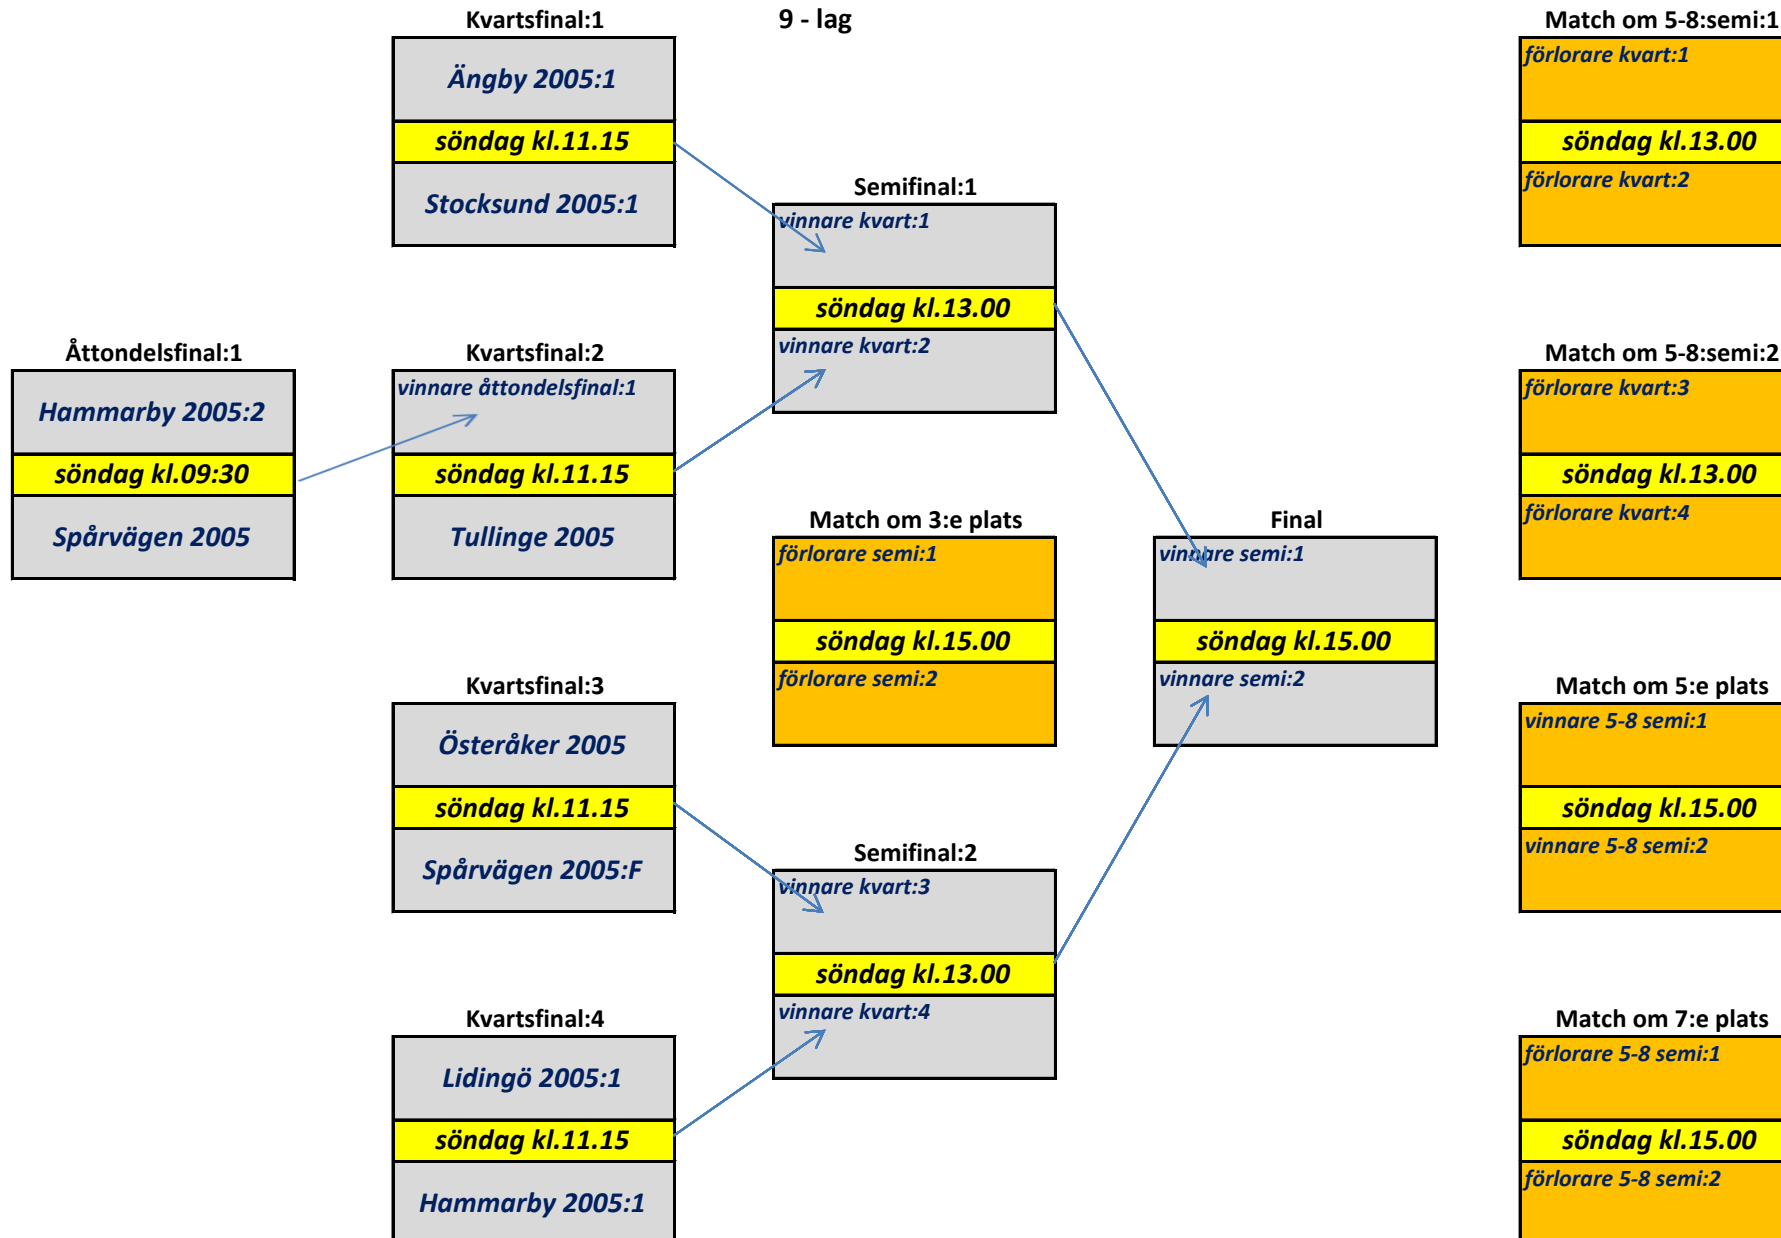 Kvartsfinal:1
9 - lag
Match om 5-8:semi:1
Ängby 2005:1
söndag kl.11.15
Stocksund 2005:1
förlorare kvart:1
söndag kl.13.00
förlorare kvart:2
Semifinal:1
vinnare kvart:1
söndag kl.13.00
vinnare kvart:2
Åttondelsfinal:1
Hammarby 2005:2
söndag kl.09:30
Spårvägen 2005
Kvartsfinal:2
vinnare åttondelsfinal:1
söndag kl.11.15
Tullinge 2005
Match om 5-8:semi:2
förlorare kvart:3
söndag kl.13.00
förlorare kvart:4
Match om 3:e plats
förlorare semi:1
söndag kl.15.00
förlorare semi:2
Final
vinnare semi:1
söndag kl.15.00
vinnare semi:2
Kvartsfinal:3
Österåker 2005
söndag kl.11.15
Spårvägen 2005:F
Match om 5:e plats
vinnare 5-8 semi:1
söndag kl.15.00
vinnare 5-8 semi:2
Semifinal:2
vinnare kvart:3
söndag kl.13.00
vinnare kvart:4
Kvartsfinal:4
Lidingö 2005:1
söndag kl.11.15
Hammarby 2005:1
Match om 7:e plats
förlorare 5-8 semi:1
söndag kl.15.00
förlorare 5-8 semi:2